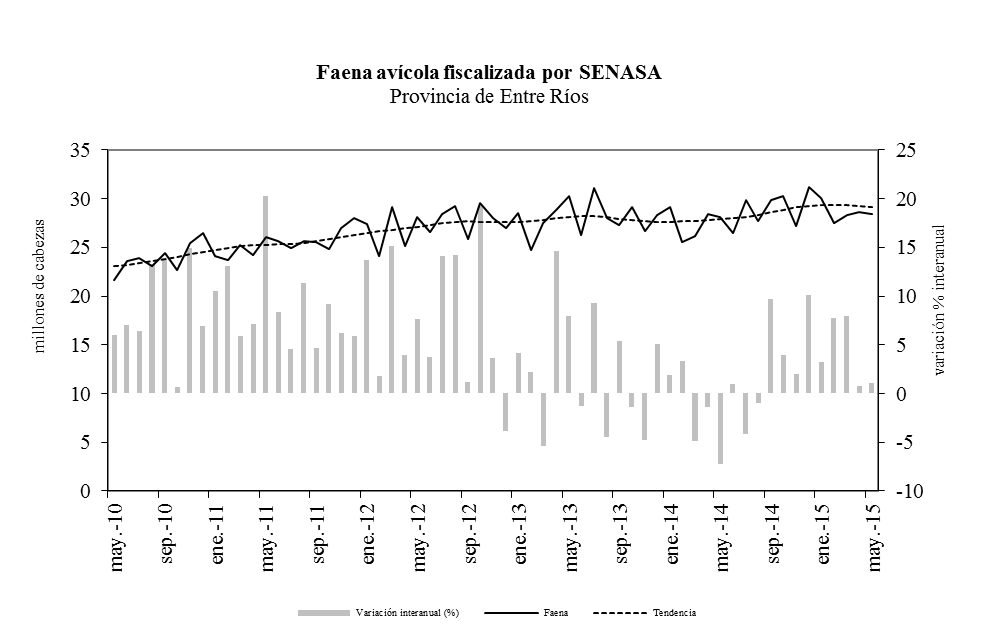 Faena avícola fiscalizada por SENASA
Provincia de Entre Ríos
millones de cabezas
35
30
25
20
15
10
5
0
25
20
15
10
5
0
-5
-10
variación % interanual
may.-10
sep.-10
ene.-11
may.-11
sep.-11
ene.-12
may.-12
sep.-12
ene.-13
may.-13
sep.-13
ene.-14
may.-14
sep.-14
ene.-15
may.-15
Variación interanual (%)
Faena
Tendencia